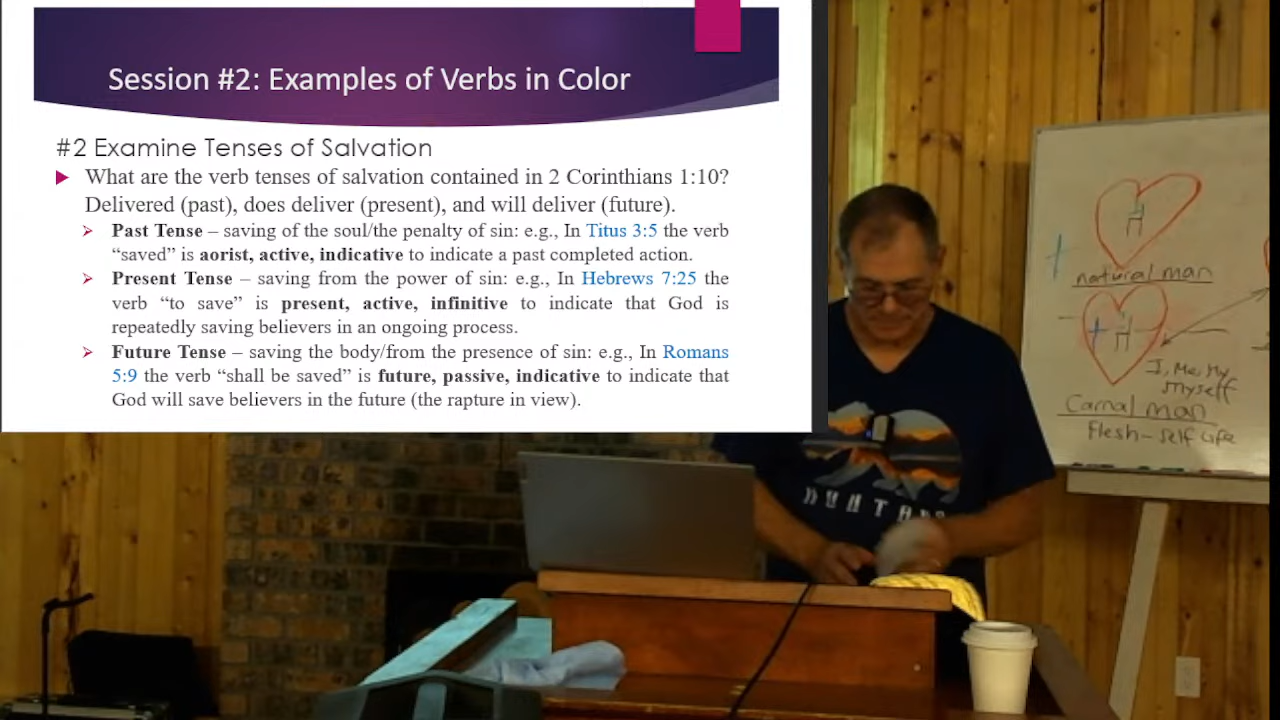 Session #2: Examples of Verbs in Color
#2 Examine Tenses of Salvation
What are the verb tenses of salvation contained in 2 Corinthians 1:10?
Delivered (past), does deliver (present), and will deliver (future).
Past Tense – saving of the soul/the penalty of sin: e.g., In Titus 3:5 the verb
“saved” is aorist, active, indicative to indicate a past completed action.
Present Tense – saving from the power of sin: e.g., In Hebrews 7:25 the
verb “to save” is present, active, infinitive to indicate that God is
repeatedly saving believers in an ongoing process.
Future Tense – saving the body/from the presence of sin: e.g., In Romans
5:9 the verb “shall be saved” is future, passive, indicative to indicate that
God will save believers in the future (the rapture in view).
natural man
I, Me, My
Myself
Carnal man
Flesh - Self Life